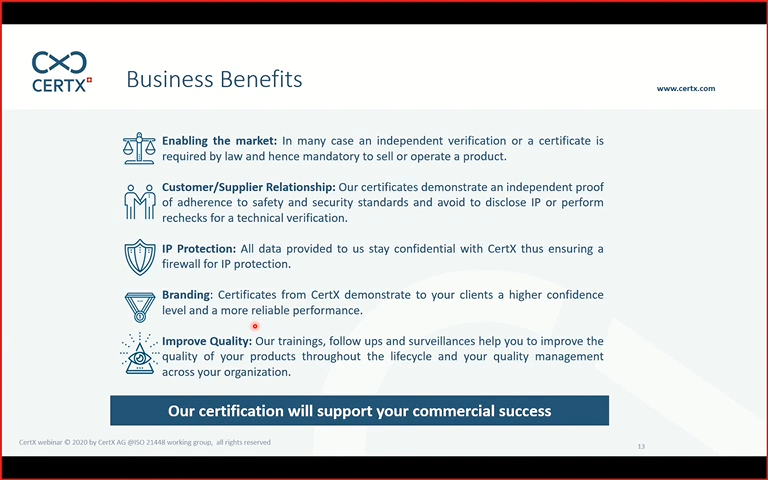 CERTX
Business Benefits
www.certx.com
Enabling the market: In many case an independent verification or a certificate is
required by law and hence mandatory to sell or operate a product.
Customer/Supplier Relationship: Our certificates demonstrate an independent proof
of adherence to safety and security standards and avoid to disclose IP or perform
rechecks for a technical verification.
IP Protection: All data provided to us stay confidential with CertX thus ensuring a
firewall for IP protection.
Branding: Certificates from CertX demonstrate to your clients a higher confidence
level and a more reliable performance.
Improve Quality: Our trainings, follow ups and surveillances help you to improve the
quality of your products throughout the lifecycle and your quality management
across your organization.
Our certification will support your commercial success
CertX webinar © 2020 by CertX AG @ISO 21448 working group, all rights reserved
13